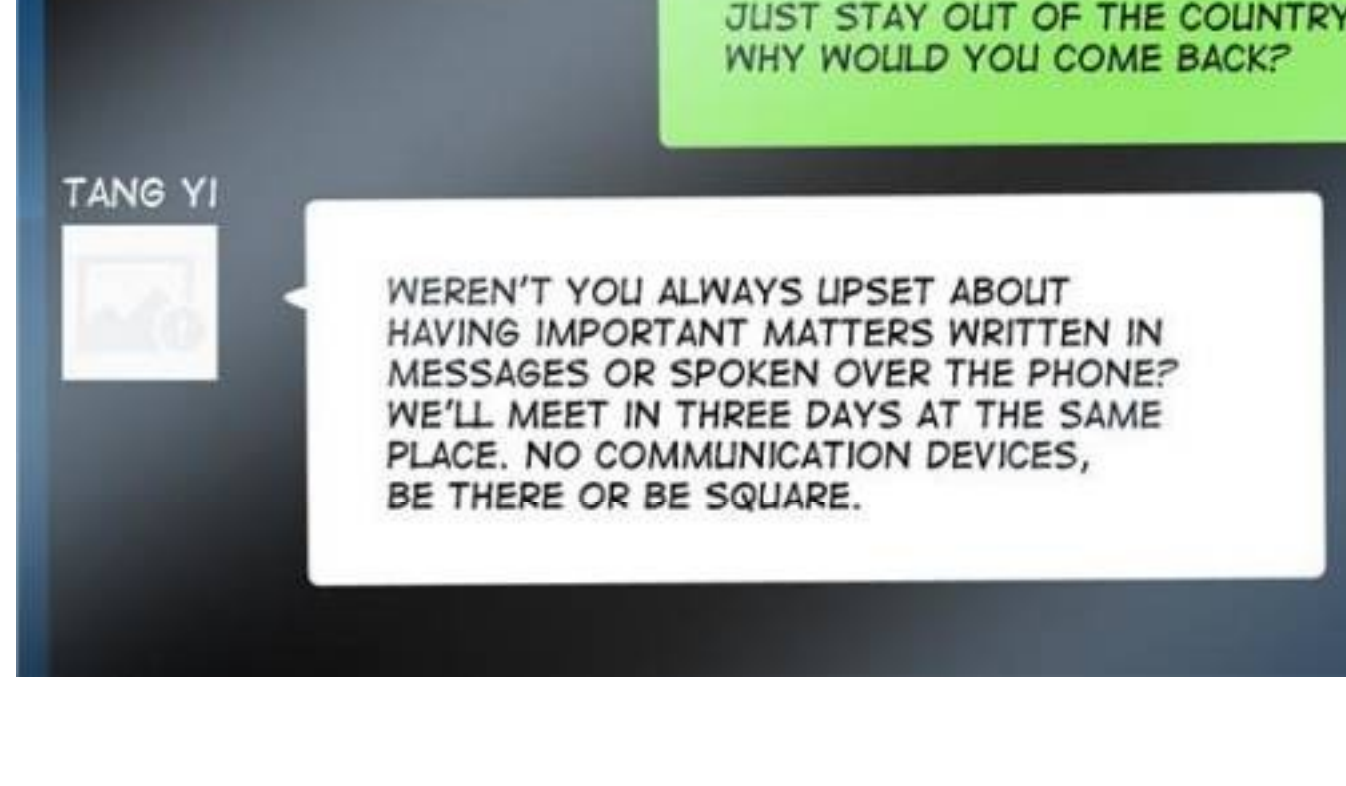 JUST STAY OUT OF THE COUNTRY
WHY WOULD YOU COME BACK?
TANG YI
WEREN'T YOU ALWAYS UPSET ABOUT
HAVING IMPORTANT MATTERS WRITTEN IN
MESSAGES OR SPOKEN OVER THE PHONE?
WE'LL MEET IN THREE DAYS AT THE SAME
PLACE. NO COMMUNICATION DEVICES,
BE THERE OR BE SQUARE.